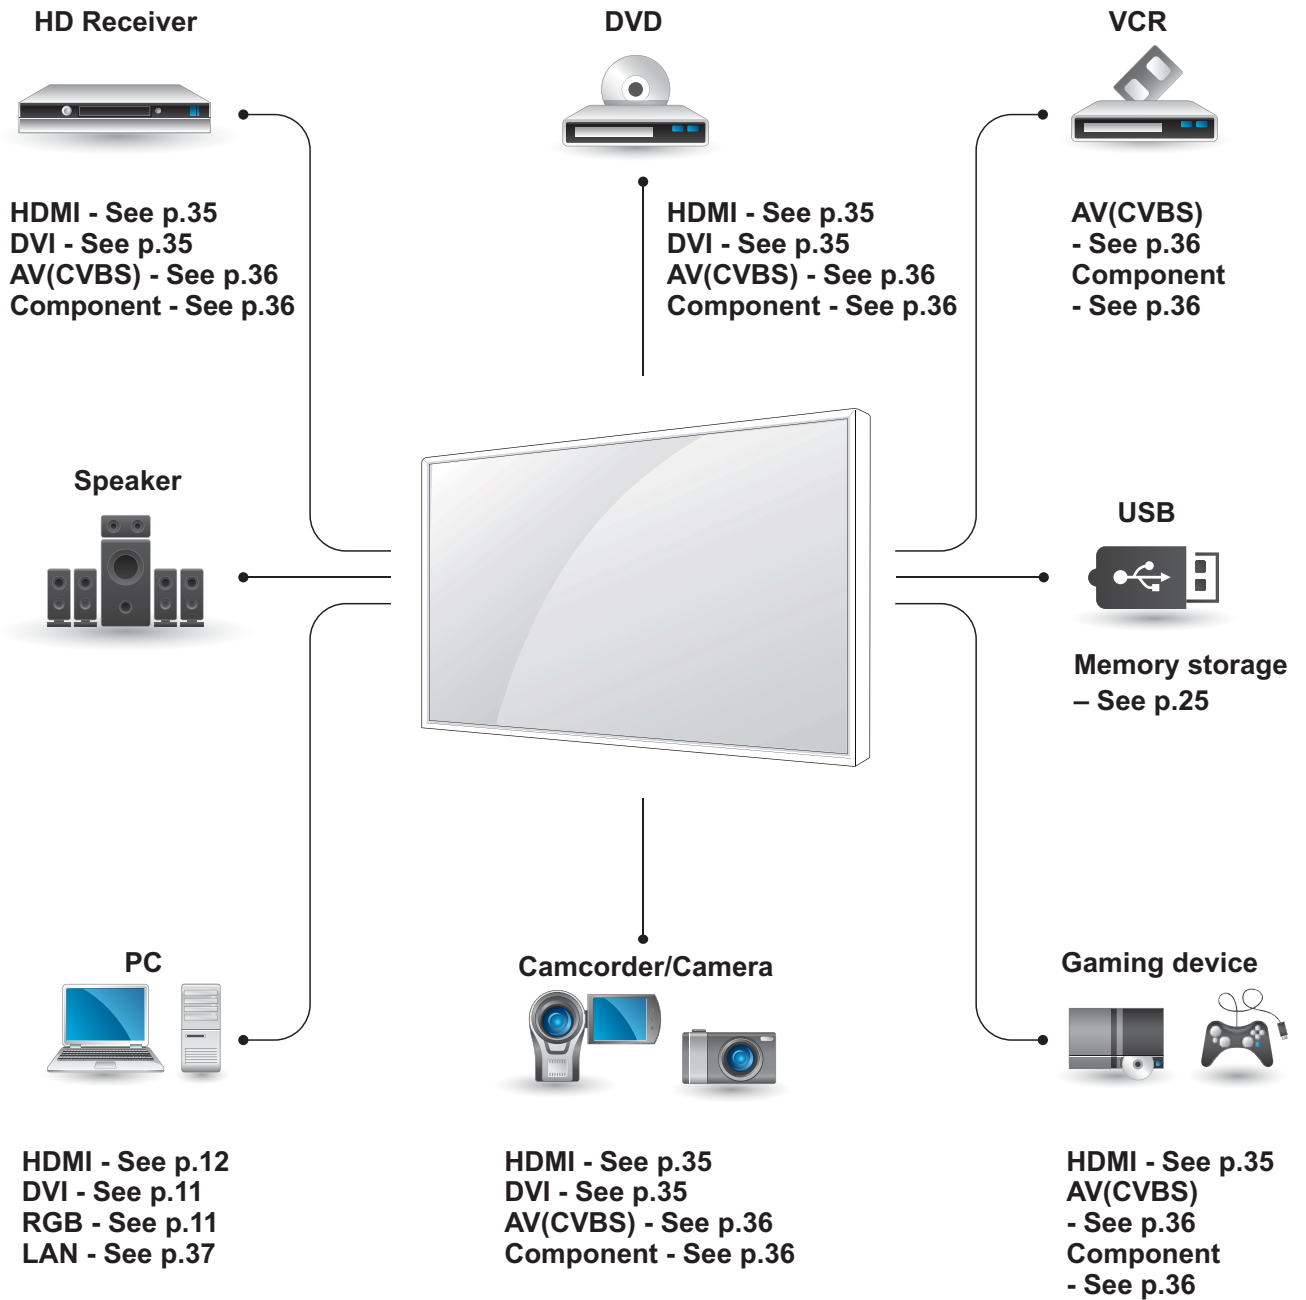 HD Receiver
HDMI - See p.35
DVI - See p.35
AV(CVBS) - See p.36
Component - See p.36
DVD
HDMI - See p.35
DVI - See p.35
AV(CVBS) - See p.36
Component - See p.36
VCR
AV(CVBS)
- See p.36
Component
- See p.36
Speaker
USB
Memory storage
– See p.25
PC
HDMI - See p.12
DVI - See p.11
RGB - See p.11
LAN - See p.37
Camcorder/Camera
HDMI - See p.35
DVI - See p.35
AV(CVBS) - See p.36
Component - See p.36
Gaming device
HDMI - See p.35
AV(CVBS)
- See p.36
Component
- See p.36